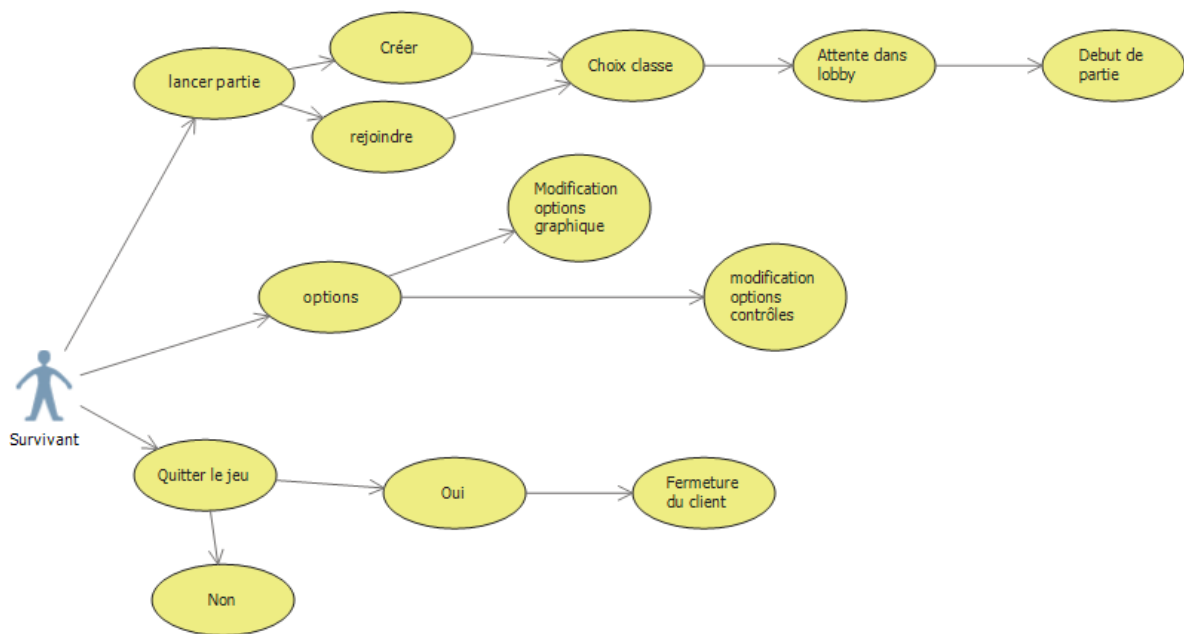 Créer
lancer partie
rejoindre
Choix classe
Attente dans
lobby
Debut de
partie
Modification
options
graphique
options
modification
options
contrôles
Survivant
Quitter le jeu
Oui
Fermeture
du client
Non